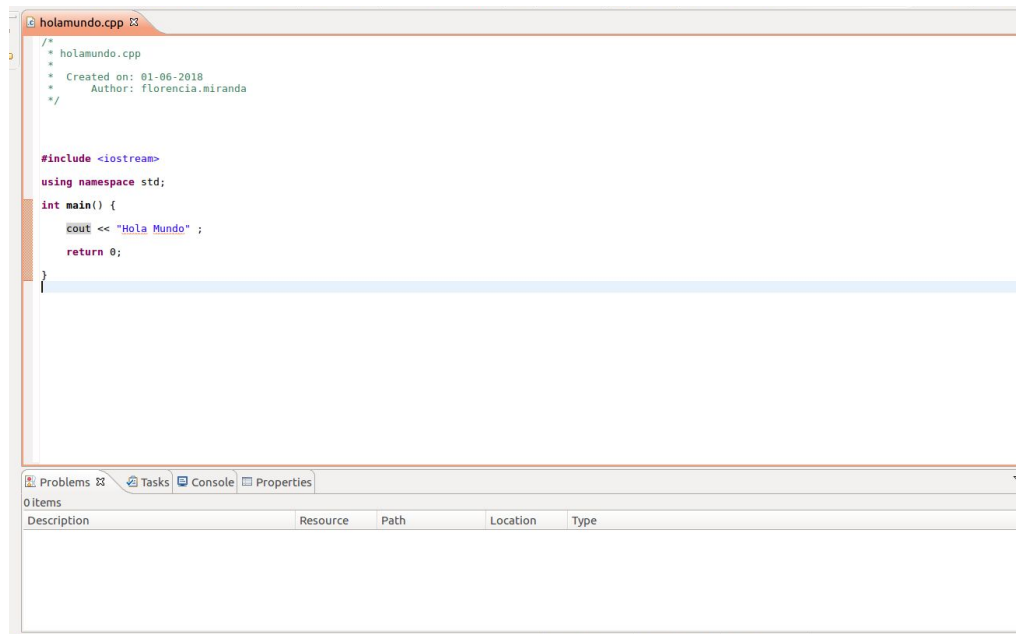 holamundo.cpp
/*
 * holamundo.cpp
 *
 *  Created on: 01-06-2018
 *      Author: florencia.miranda
 */
#include <iostream>
using namespace std;
int main() {
    cout << "Hola Mundo" ;
    return 0;
}
Problems Tasks Console Properties
0 items
Description Resource Path Location Type